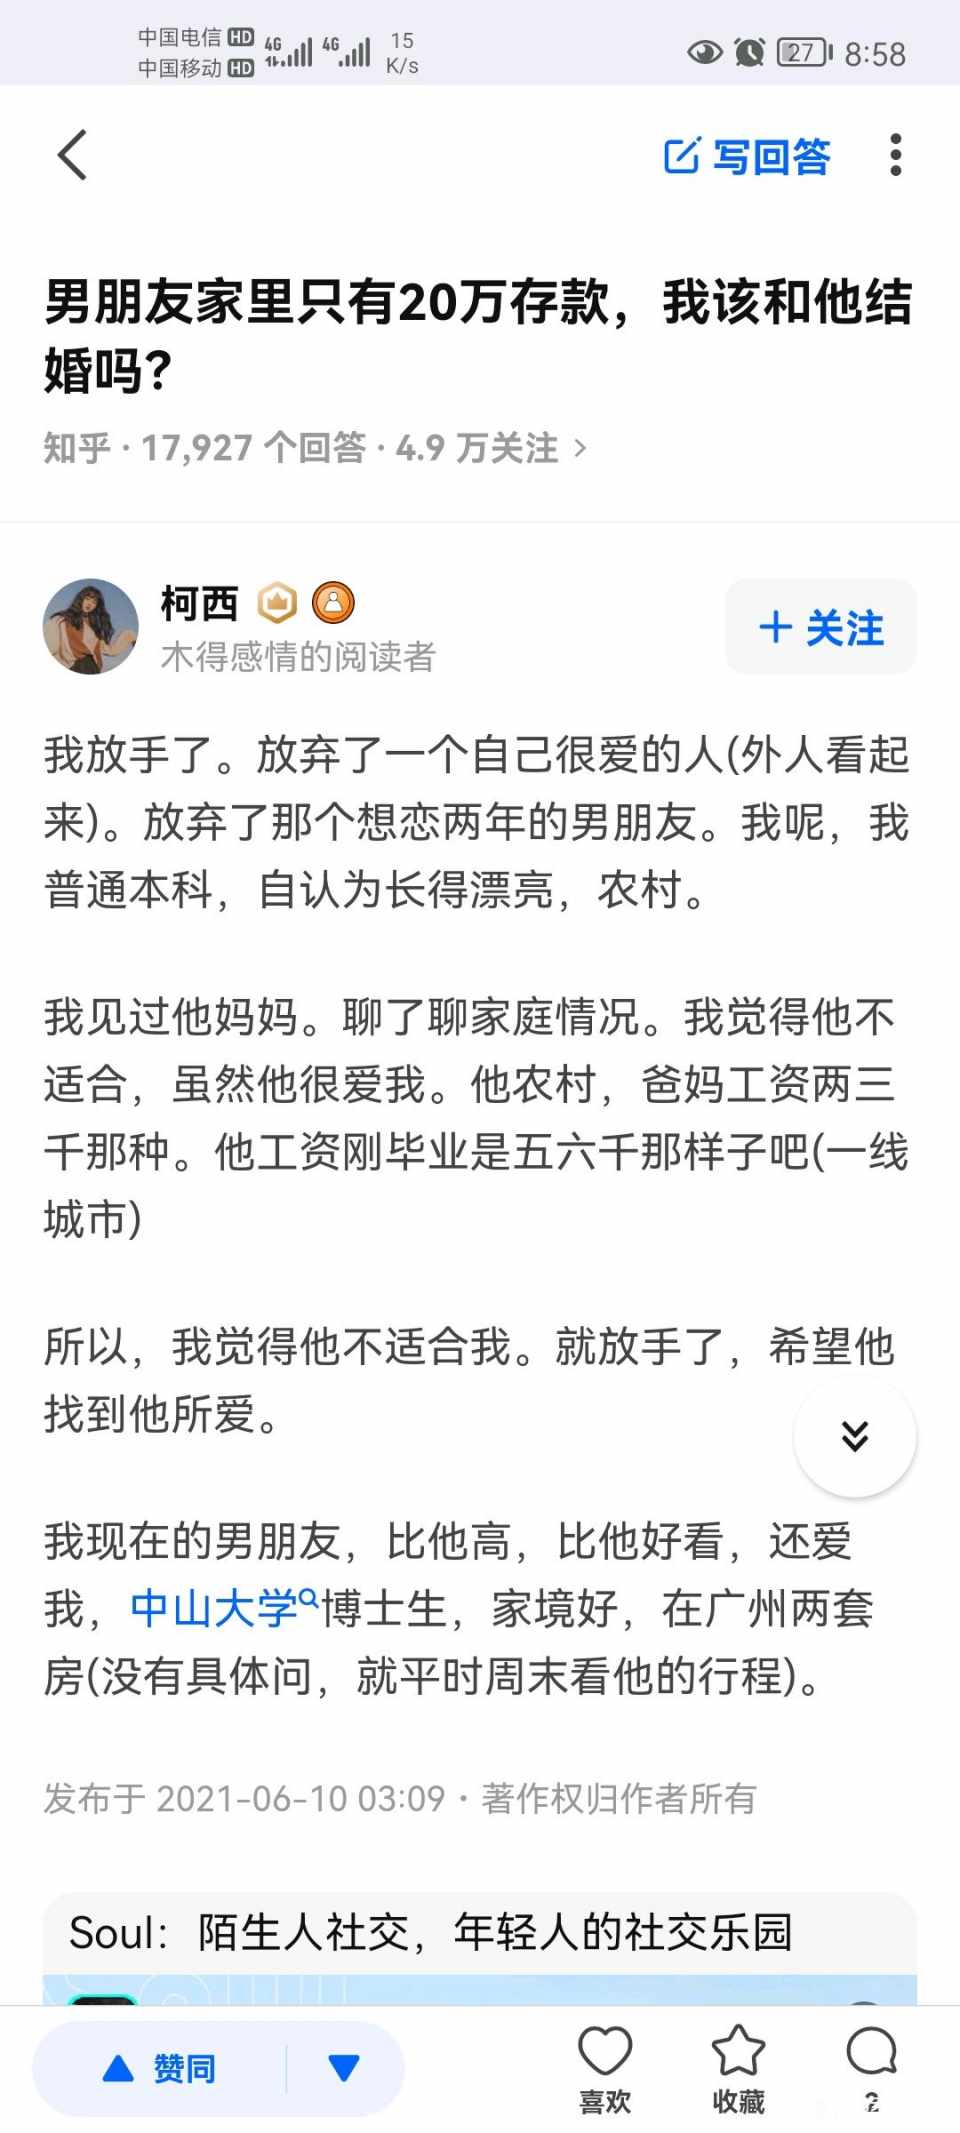 中国电信 HD 4G 4G 15
中国移动 HD K/s
27 8:58
写回答
男朋友家里只有20万存款，我该和他结
婚吗？
知乎 · 17,927 个回答 · 4.9 万关注 >
柯西
木得感情的阅读者
+ 关注
我放手了。放弃了一个自己很爱的人(外人看起
来)。放弃了那个想恋两年的男朋友。我呢，我
普通本科，自认为长得漂亮，农村。
我见过他妈妈。聊了聊家庭情况。我觉得他不
适合，虽然他很爱我。他农村，爸妈工资两三
千那种。他工资刚毕业是五六千那样子吧(一线
城市)
所以，我觉得他不适合我。就放手了，希望他
找到他所爱。
我现在的男朋友，比他高，比他好看，还爱
我，中山大学博士生，家境好，在广州两套
房(没有具体问，就平时周末看他的行程)。
发布于 2021-06-10 03:09 · 著作权归作者所有
Soul：陌生人社交，年轻人的社交乐园
赞同
喜欢
收藏
2